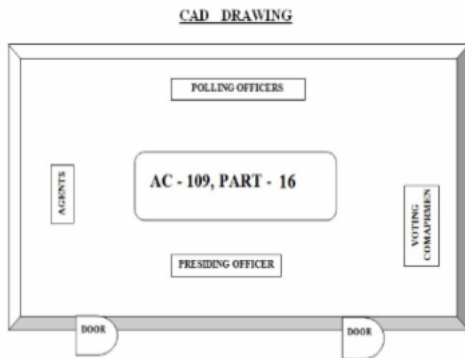 CAD DRAWING
POLLING OFFICERS
AGENTS
AC - 109, PART - 16
VOTING
COMAPRMEN
PRESIDING OFFICER
DOOR
DOOR